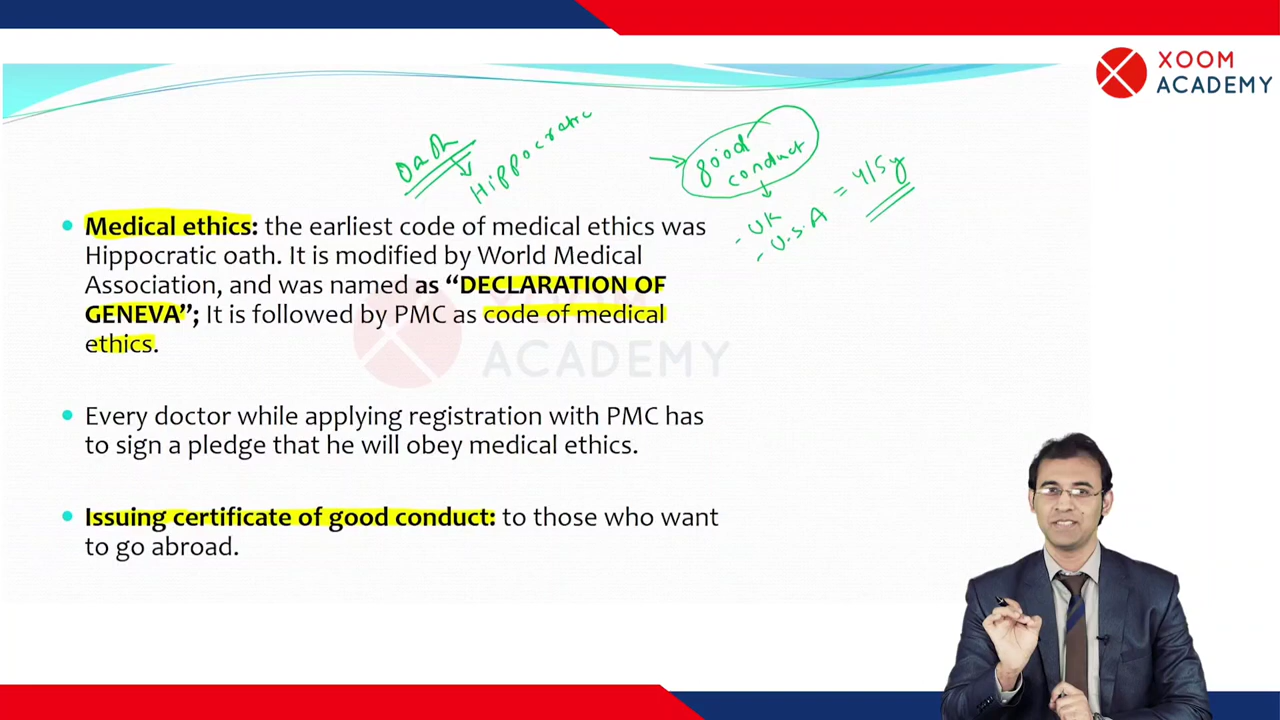 XOOM
ACADEMY
Oath
Hippocratic
good
conduct
- UK
- U.S.A = 4/5y
• Medical ethics: the earliest code of medical ethics was
Hippocratic oath. It is modified by World Medical
Association, and was named as “DECLARATION OF
GENEVA”; It is followed by PMC as code of medical
ethics.
XOOM
ACADEMY
• Every doctor while applying registration with PMC has
to sign a pledge that he will obey medical ethics.
• Issuing certificate of good conduct: to those who want
to go abroad.